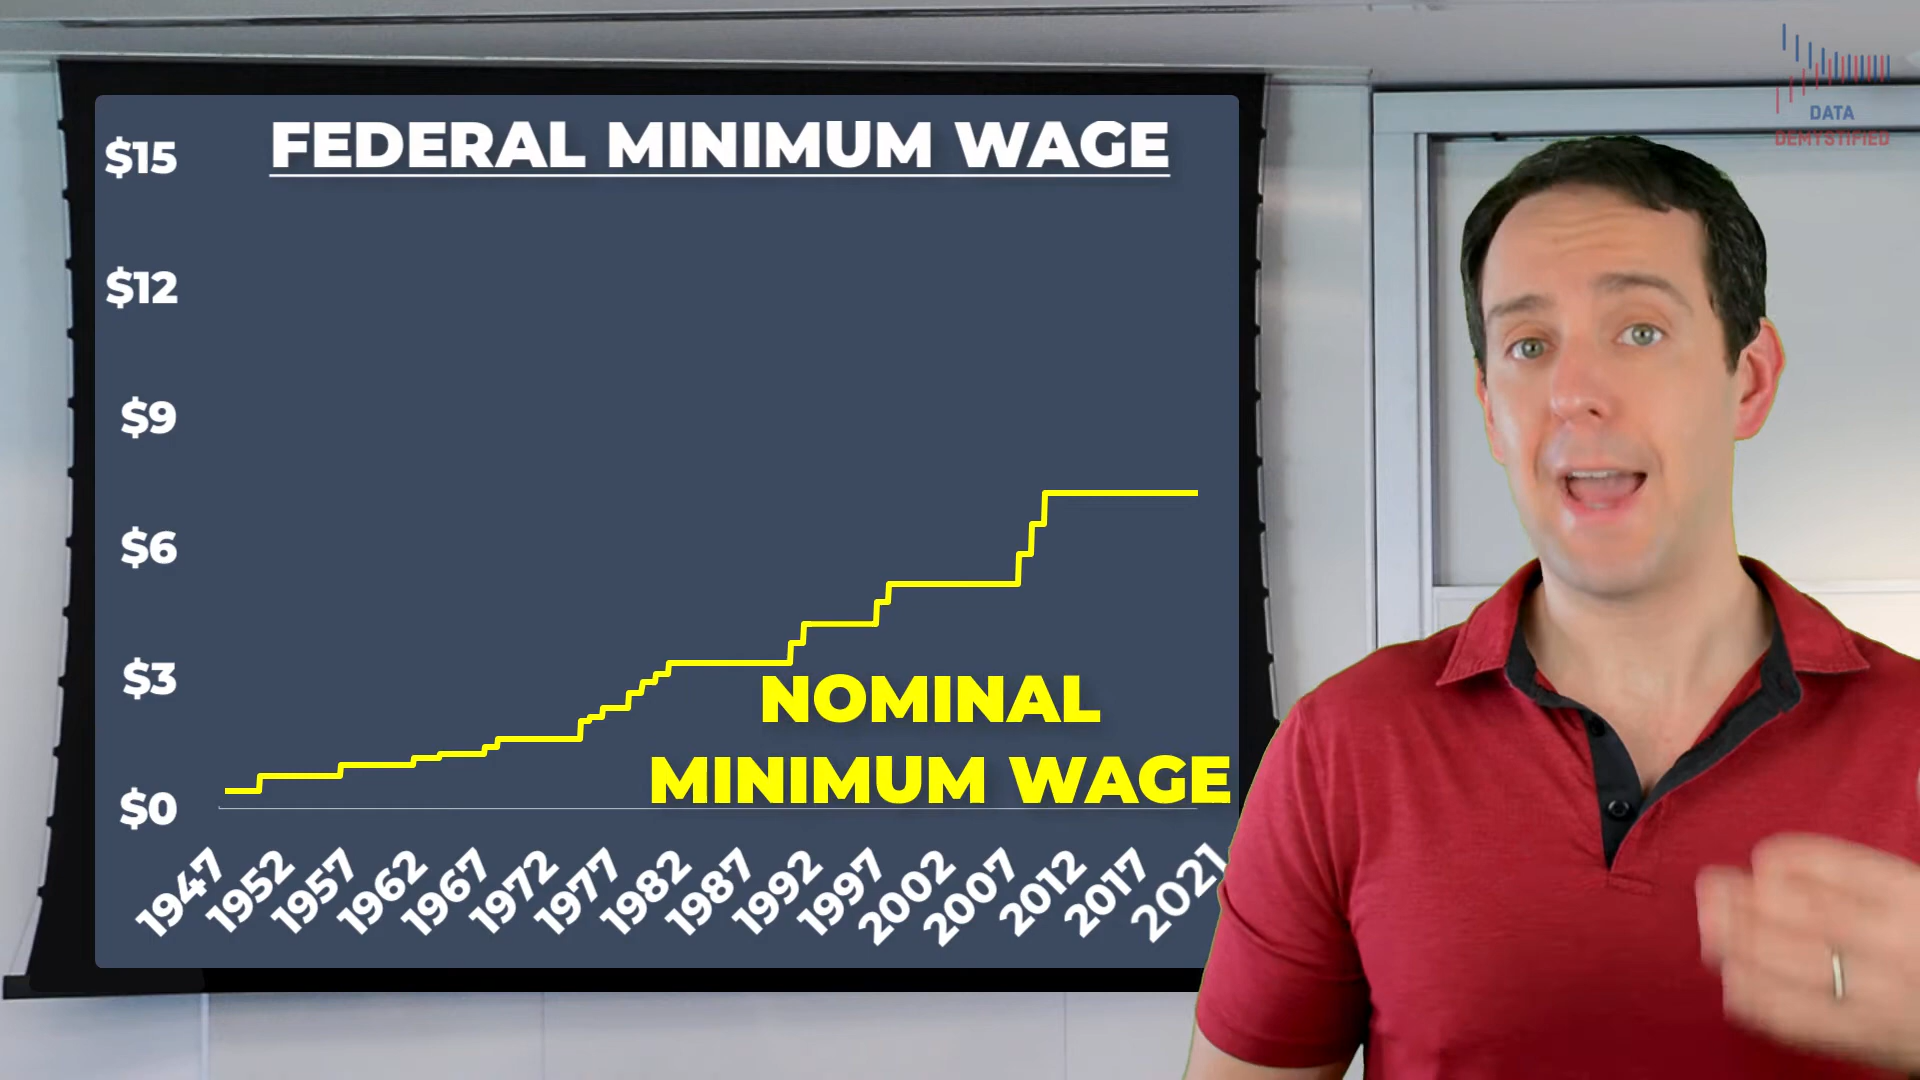 FEDERAL MINIMUM WAGE
$15
$12
$9
$6
$3
$0
NOMINAL
MINIMUM WAGE
1947 1952 1957 1962 1967 1972 1977 1982 1987 1992 1997 2002 2007 2012 2017 2021
DATA
DEMYSTIFIED